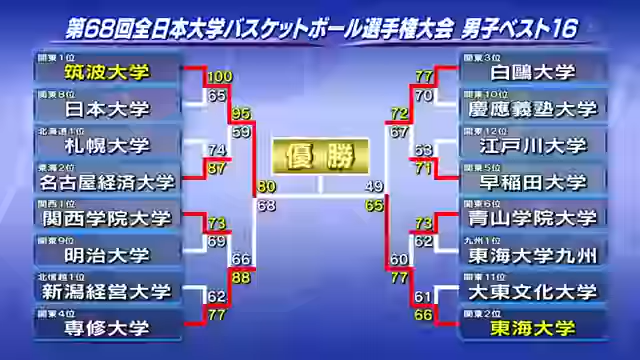 第68回全日本大学バスケットボール選手権大会 男子ベスト16
関東1位
筑波大学
関東8位
日本大学
北海道1位
札幌大学
東海2位
名古屋経済大学
関西1位
関西学院大学
関東9位
明治大学
北信越1位
新潟経営大学
関東4位
専修大学
100
65
74
87
73
69
62
77
95
59
66
88
80
68
優勝
49
65
72
67
60
77
77
70
63
71
73
62
61
66
関東3位
白鷗大学
関東10位
慶應義塾大学
関東12位
江戸川大学
関東5位
早稲田大学
関東6位
青山学院大学
九州1位
東海大学九州
関東11位
大東文化大学
関東2位
東海大学